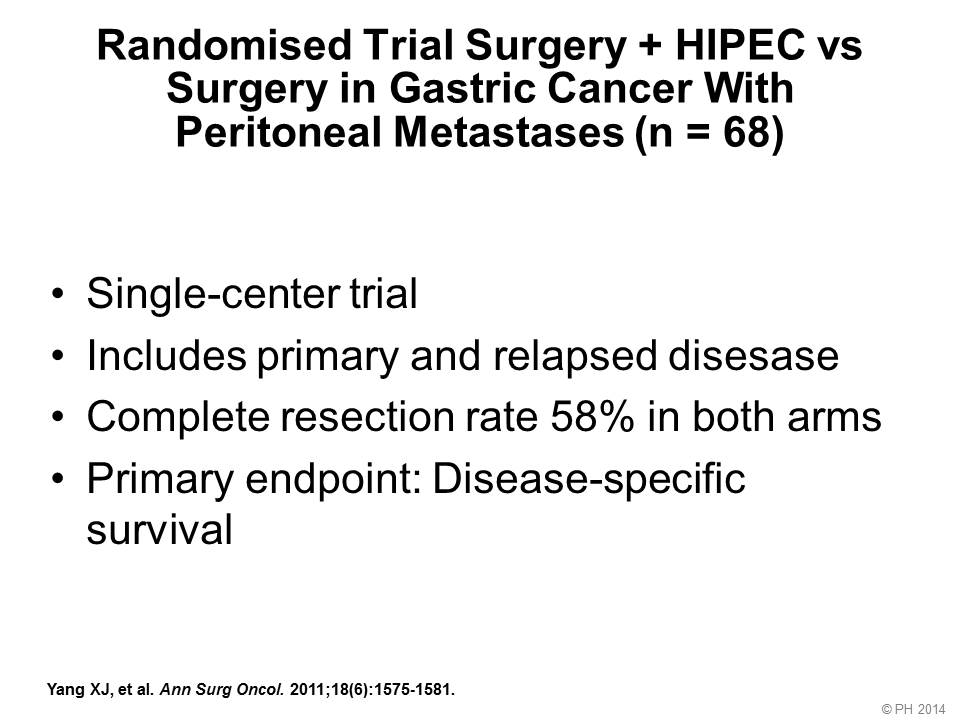 Randomised Trial Surgery + HIPEC vs
Surgery in Gastric Cancer With
Peritoneal Metastases (n = 68)
• Single-center trial
• Includes primary and relapsed disesase
• Complete resection rate 58% in both arms
• Primary endpoint: Disease-specific
survival
Yang XJ, et al. Ann Surg Oncol. 2011;18(6):1575-1581.
© PH 2014